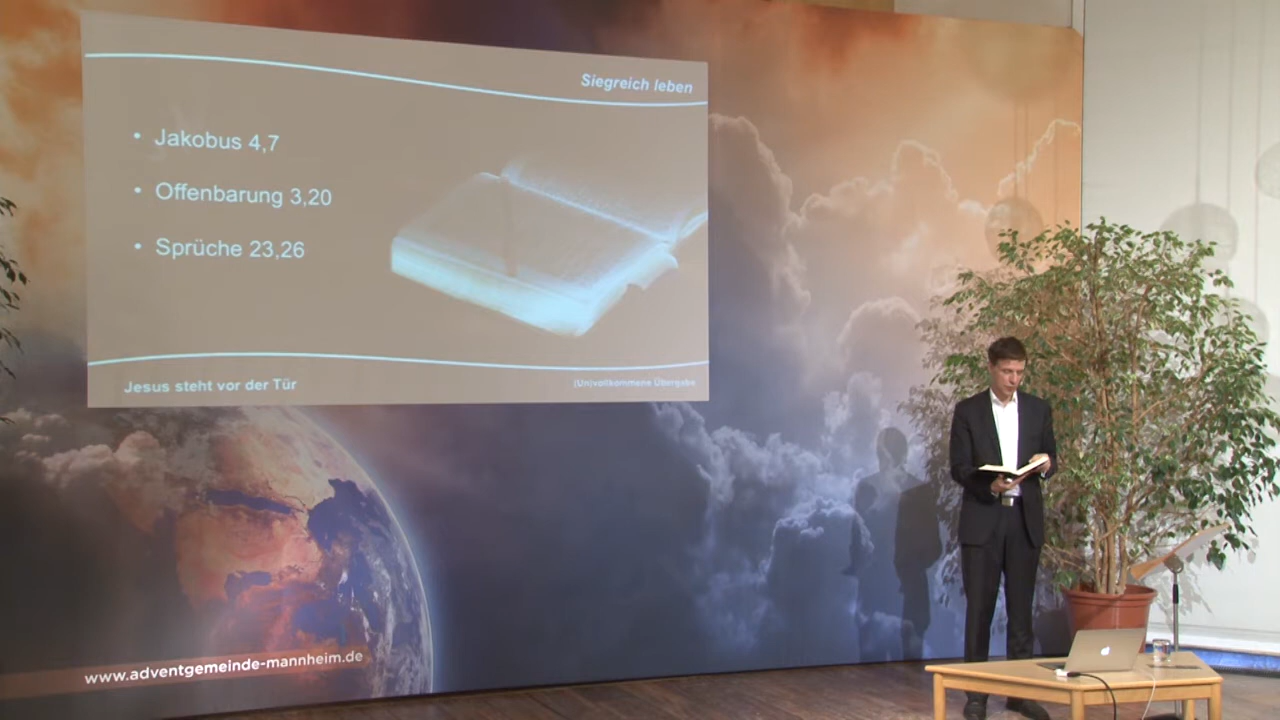 Siegreich leben
• Jakobus 4,7
• Offenbarung 3,20
• Sprüche 23,26
Jesus steht vor der Tür
(Un)vollkommene Übergabe
www.adventgemeinde-mannheim.de